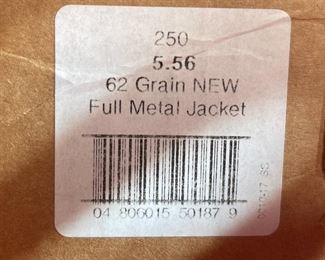 250
5.56
62 Grain NEW
Full Metal Jacket
04 806015 50187 9